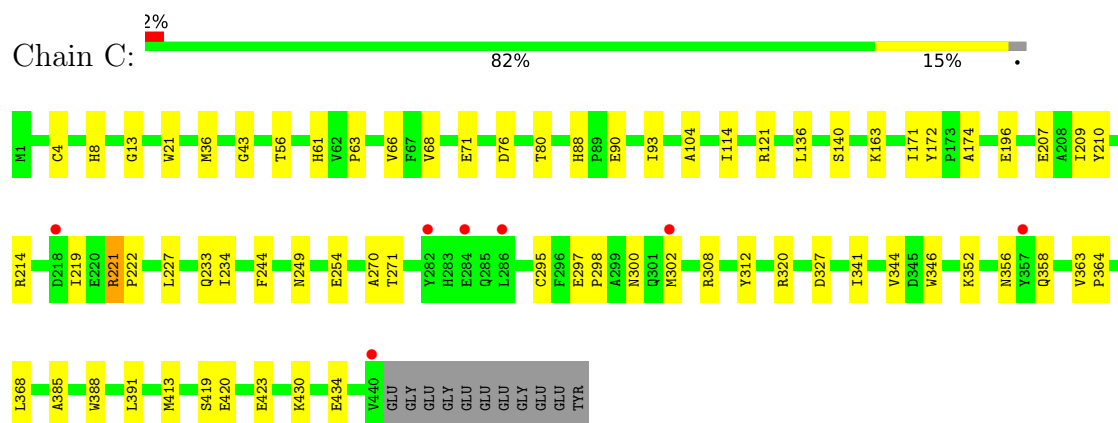 2%
Chain C:
82% 15% •
M1 C4 H8 G13 W21 M36 G43 T56 H61 V62 P63 V66 F67 V68 E71 D76 T80 H88 P89 E90 I93 A104 I114 R121 L136 S140 K163 I171 Y172 P173 A174 E196 E207 A208 I209 Y210
R214 D218 I219 E220 R221 P222 L227 Q233 I234 F244 N249 E254 A270 T271 Y282 H283 E284 Q285 L286 C295 F296 E297 P298 A299 N300 Q301 M302 R308 Y312 R320 D327 I341 V344 D345 W346 K352 N356 Y357 Q358 V363 P364
L368 A385 W388 L391 M413 S419 E420 E423 K430 E434 V440 GLU GLY GLU GLY GLU GLU GLU GLY GLU GLU TYR